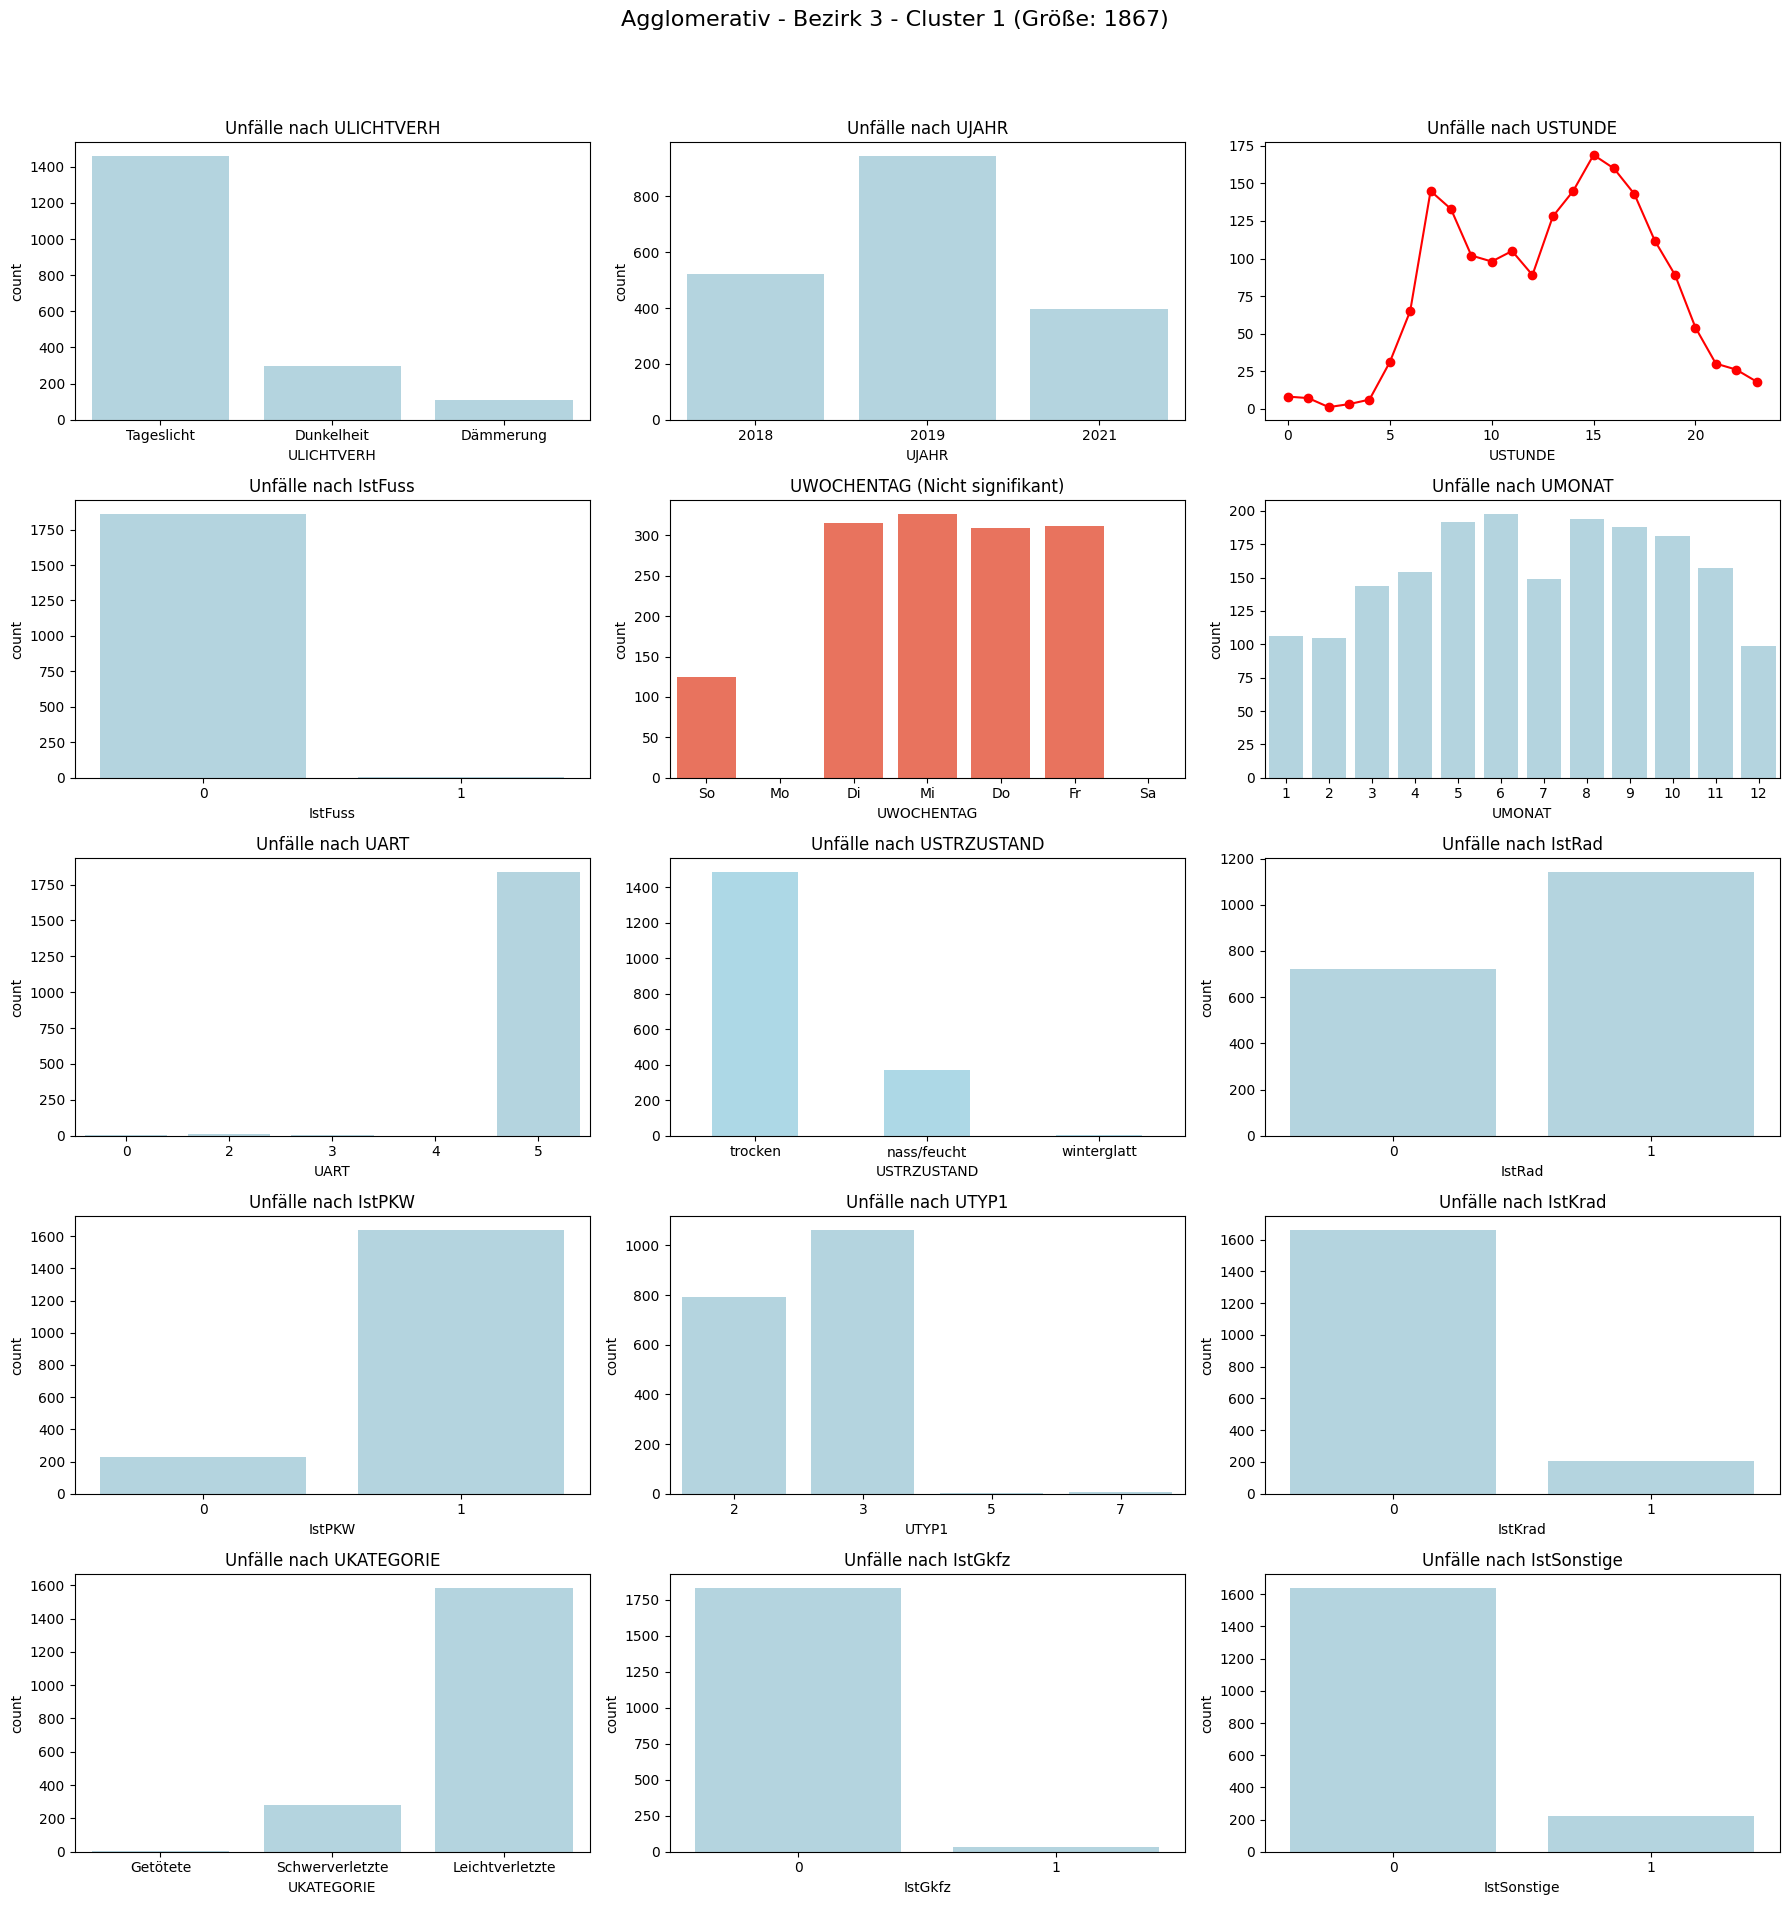 Agglomerativ - Bezirk 3 - Cluster 1 (Größe: 1867)
Unfälle nach ULICHTVERH
count
0
200
400
600
800
1000
1200
1400
Tageslicht
Dunkelheit
Dämmerung
ULICHTVERH
Unfälle nach UJAHR
count
0
200
400
600
800
2018
2019
2021
UJAHR
Unfälle nach USTUNDE
0
25
50
75
100
125
150
175
0
5
10
15
20
USTUNDE
Unfälle nach IstFuss
count
0
250
500
750
1000
1250
1500
1750
0
1
IstFuss
UWOCHENTAG (Nicht signifikant)
count
0
50
100
150
200
250
300
So
Mo
Di
Mi
Do
Fr
Sa
UWOCHENTAG
Unfälle nach UMONAT
count
0
25
50
75
100
125
150
175
200
1
2
3
4
5
6
7
8
9
10
11
12
UMONAT
Unfälle nach UART
count
0
250
500
750
1000
1250
1500
1750
0
2
3
4
5
UART
Unfälle nach USTRZUSTAND
0
200
400
600
800
1000
1200
1400
trocken
nass/feucht
winterglatt
USTRZUSTAND
Unfälle nach IstRad
count
0
200
400
600
800
1000
1200
0
1
IstRad
Unfälle nach IstPKW
count
0
200
400
600
800
1000
1200
1400
1600
0
1
IstPKW
Unfälle nach UTYP1
count
0
200
400
600
800
1000
2
3
5
7
UTYP1
Unfälle nach IstKrad
count
0
200
400
600
800
1000
1200
1400
1600
0
1
IstKrad
Unfälle nach UKATEGORIE
count
0
200
400
600
800
1000
1200
1400
1600
Getötete
Schwerverletzte
Leichtverletzte
UKATEGORIE
Unfälle nach IstGkfz
count
0
250
500
750
1000
1250
1500
1750
0
1
IstGkfz
Unfälle nach IstSonstige
count
0
200
400
600
800
1000
1200
1400
1600
0
1
IstSonstige